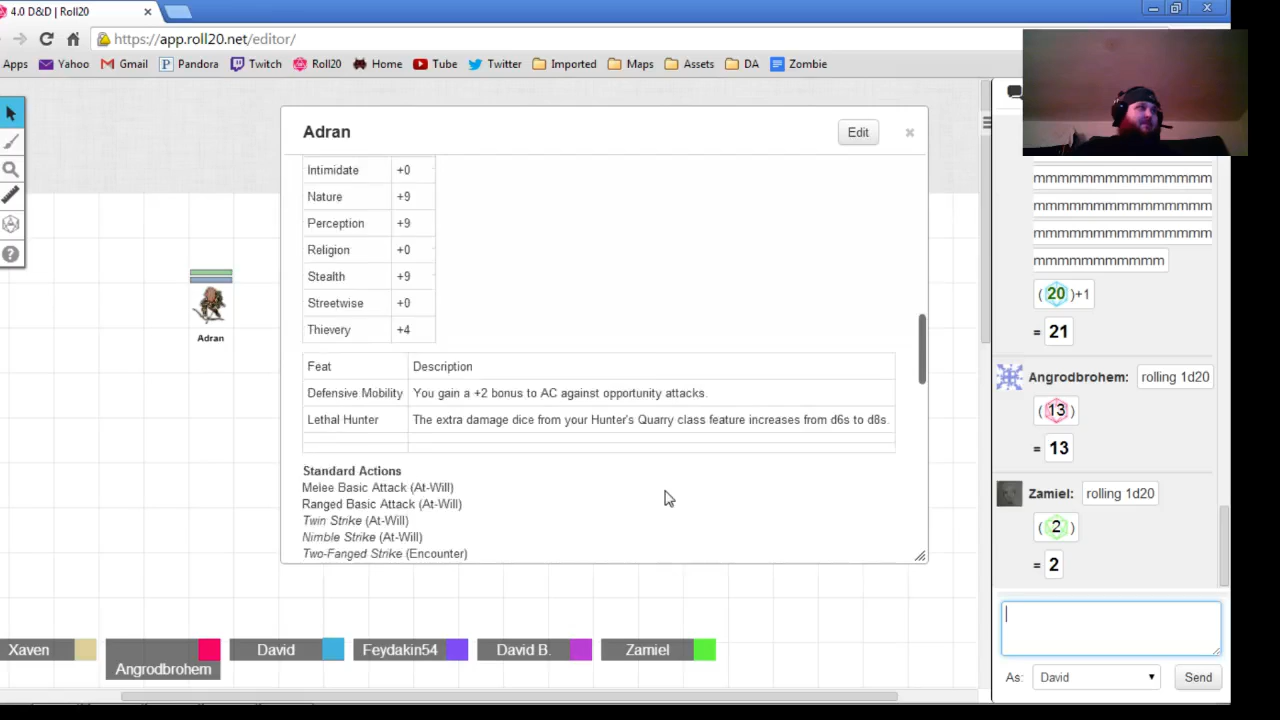 4.0 D&D | Roll20
https://app.roll20.net/editor/
Apps Yahoo Gmail Pandora Twitch Roll20 Home Tube Twitter Imported Maps Assets DA Zombie
Adran
Edit
Intimidate +0
Nature +9
Perception +9
Religion +0
Stealth +9
Streetwise +0
Thievery +4
Feat Description
Defensive Mobility You gain a +2 bonus to AC against opportunity attacks.
Lethal Hunter The extra damage dice from your Hunter's Quarry class feature increases from d6s to d8s.
Standard Actions
Melee Basic Attack (At-Will)
Ranged Basic Attack (At-Will)
Twin Strike (At-Will)
Nimble Strike (At-Will)
Two-Fanged Strike (Encounter)
Adran
mmmmmmmmmmmmmmm
mmmmmmmmmmmmmmm
mmmmmmmmmmmmmmm
mmmmmmmmmmm
(20)+1
= 21
Angrodbrohem: rolling 1d20
(13)
= 13
Zamiel: rolling 1d20
(2)
= 2
As: David Send
Xaven
Angrodbrohem
David
Feydakin54
David B.
Zamiel